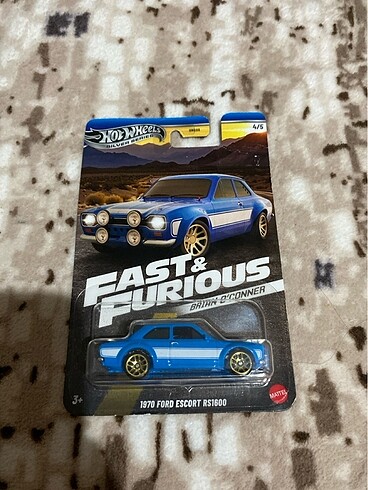 HOT WHEELS
SILVER SERIES
4/5
FAST &
FURIOUS
BRIAN O'CONNER
3+
1970 FORD ESCORT RS1600
MATTEL